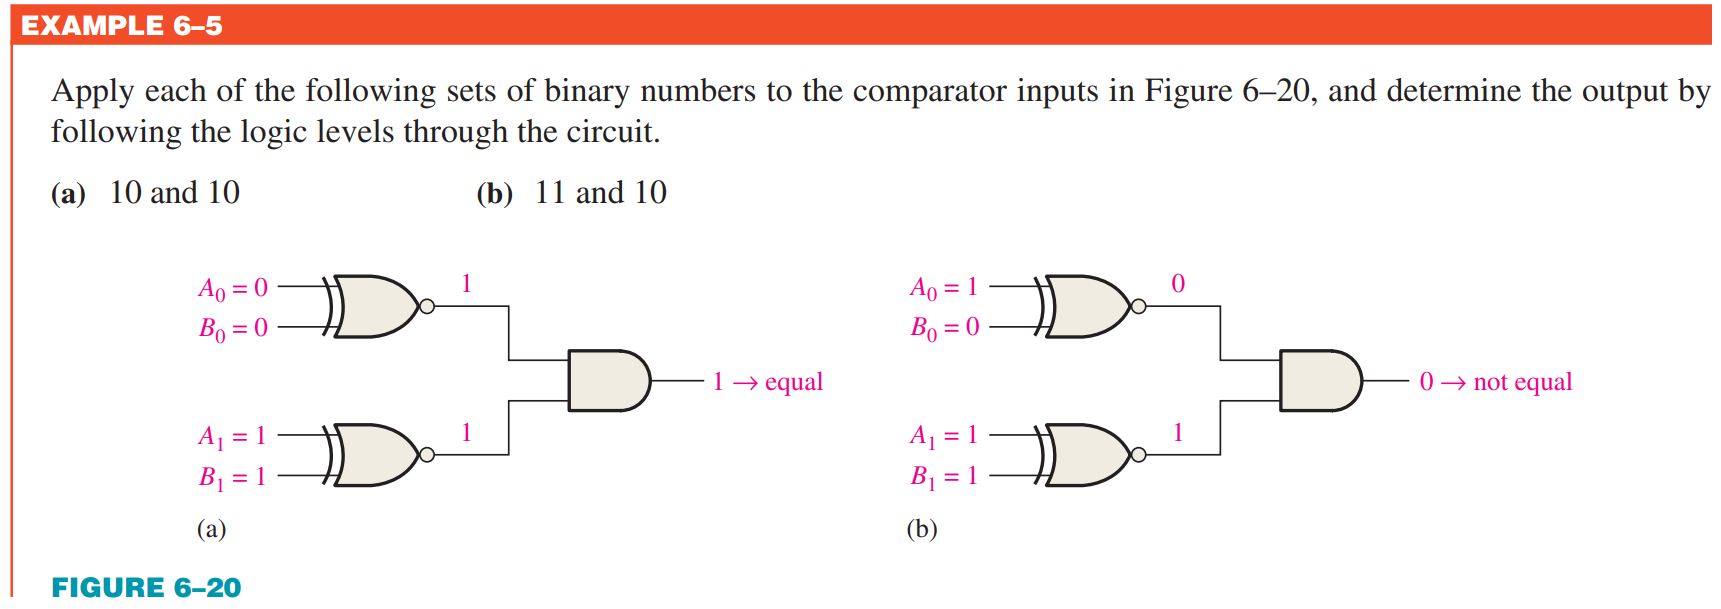 EXAMPLE 6–5
Apply each of the following sets of binary numbers to the comparator inputs in Figure 6–20, and determine the output by
following the logic levels through the circuit.
(a) 10 and 10 (b) 11 and 10
A₀ = 0
1
B₀ = 0
1 → equal
A₁ = 1
1
B₁ = 1
(a)
A₀ = 1
0
B₀ = 0
0 → not equal
A₁ = 1
1
B₁ = 1
(b)
FIGURE 6–20